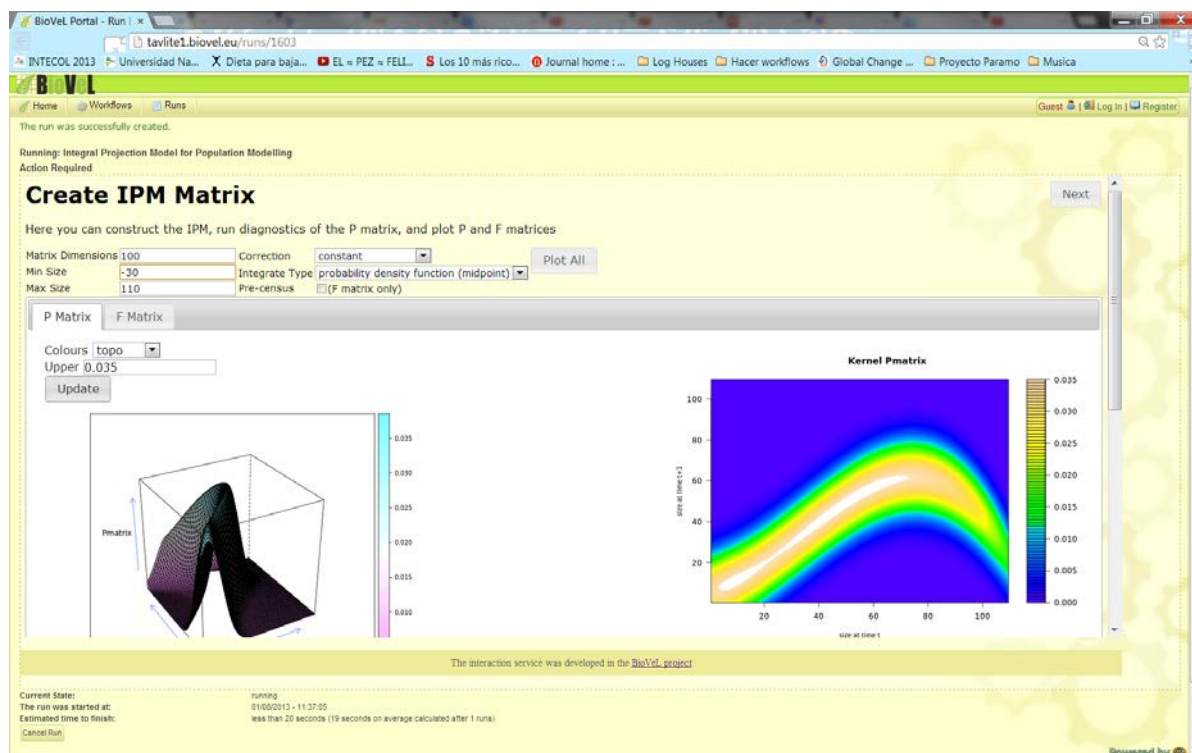 BioVeL Portal - Run I
tavlite1.biovel.eu/runs/1603
INTECOL 2013 Universidad Na... Dieta para baja... EL = PEZ = FELI... Los 10 más rico... Journal home : ... Log Houses Hacer workflows Global Change ... Proyecto Paramo Musica
BioVeL
Home Workflows Runs Guest | Log In | Register
The run was successfully created.
Running: Integral Projection Model for Population Modelling
Action Required
Create IPM Matrix
Next
Here you can construct the IPM, run diagnostics of the P matrix, and plot P and F matrices
Matrix Dimensions 100 Correction constant Plot All
Min Size -30 Integrate Type probability density function (midpoint)
Max Size 110 Pre-census (F matrix only)
P Matrix F Matrix
Colours topo
Upper 0.035
Update
Pmatrix
0.035
0.030
0.025
0.020
0.015
0.010
Kernel Pmatrix
100
80
60
40
20
size at time t+1
20 40 60 80 100
size at time t
0.035
0.030
0.025
0.020
0.015
0.010
0.005
0.000
The interaction service was developed in the BioVeL project
Current State: running
The run was started at: 01/08/2013 - 11:37:05
Estimated time to finish: less than 20 seconds (19 seconds on average calculated after 1 runs)
Cancel Run
Powered by